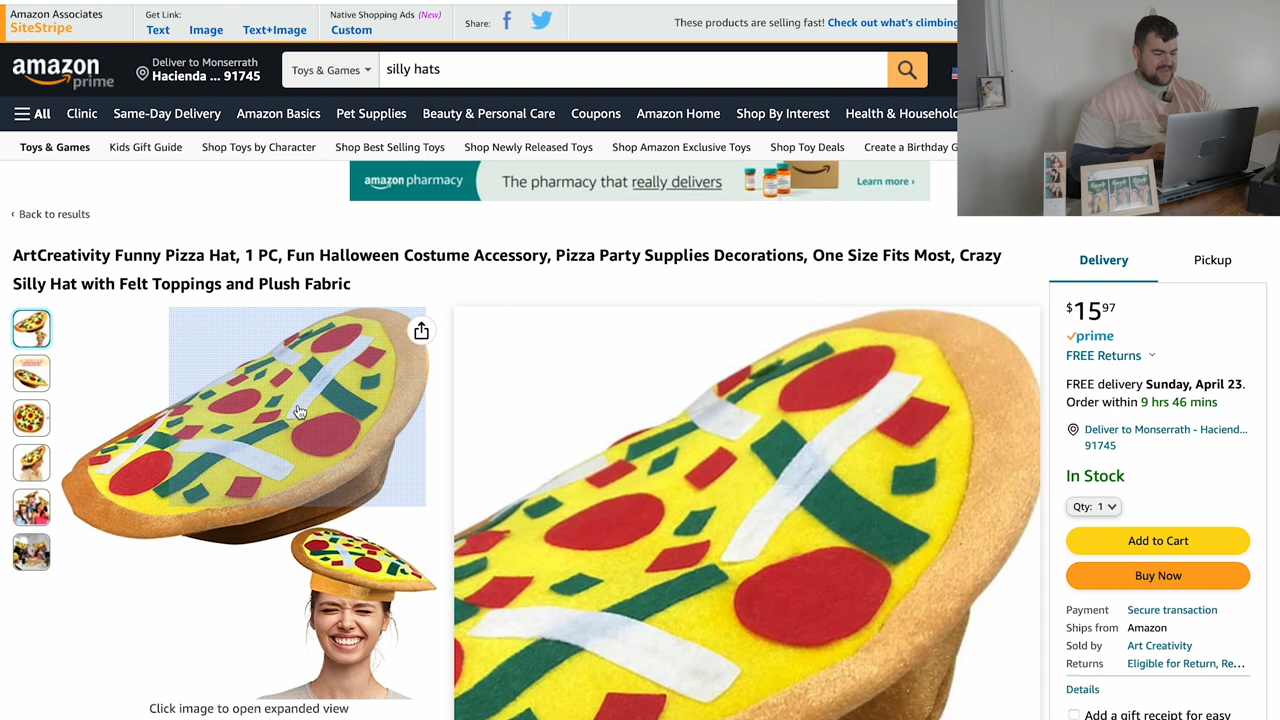 Amazon Associates
SiteStripe
Get Link:
Text Image Text+Image
Native Shopping Ads (New)
Custom
Share:
These products are selling fast! Check out what's climbing
amazon prime
Deliver to Monserrath
Hacienda ... 91745
Toys & Games
silly hats
All Clinic Same-Day Delivery Amazon Basics Pet Supplies Beauty & Personal Care Coupons Amazon Home Shop By Interest Health & Househol
Toys & Games Kids Gift Guide Shop Toys by Character Shop Best Selling Toys Shop Newly Released Toys Shop Amazon Exclusive Toys Shop Toy Deals Create a Birthday G
amazon pharmacy The pharmacy that really delivers Learn more ›
‹ Back to results
ArtCreativity Funny Pizza Hat, 1 PC, Fun Halloween Costume Accessory, Pizza Party Supplies Decorations, One Size Fits Most, Crazy
Silly Hat with Felt Toppings and Plush Fabric
Click image to open expanded view
Delivery Pickup
$15 97
prime
FREE Returns
FREE delivery Sunday, April 23.
Order within 9 hrs 46 mins
Deliver to Monserrath - Haciend...
91745
In Stock
Qty: 1
Add to Cart
Buy Now
Payment Secure transaction
Ships from Amazon
Sold by Art Creativity
Returns Eligible for Return, Re...
Details
Add a gift receipt for easy